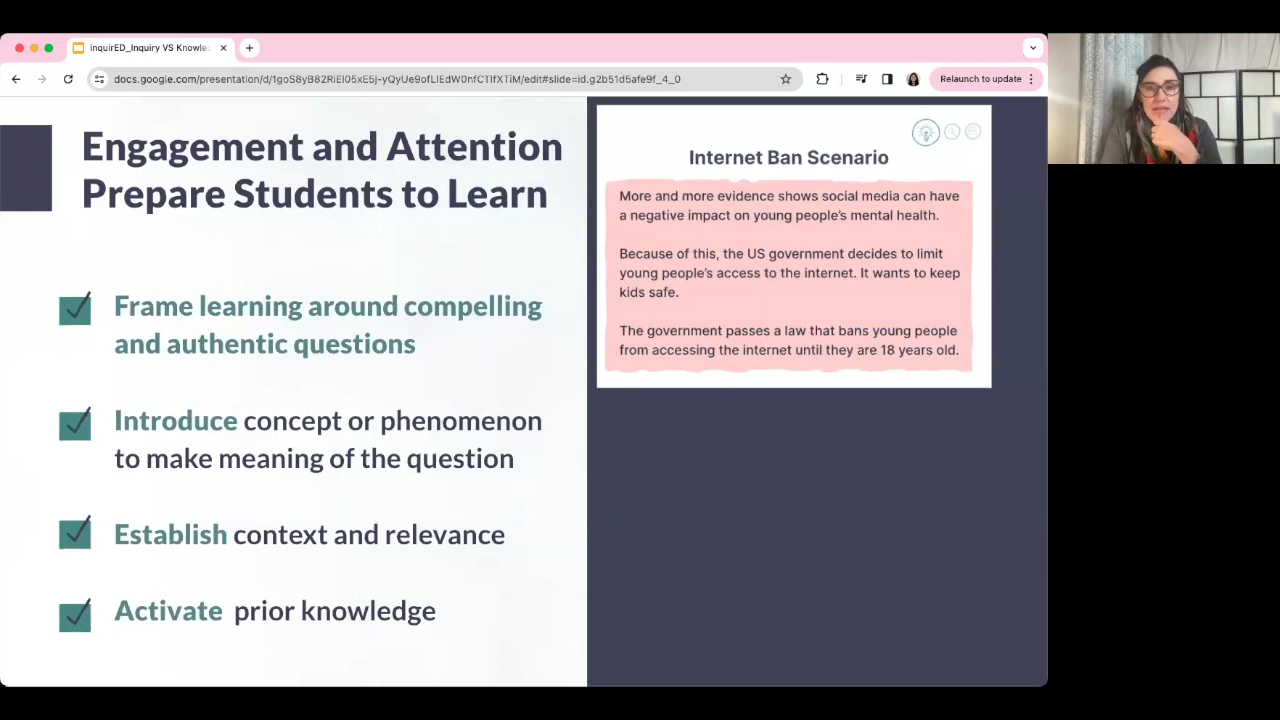 inquirED_Inquiry VS Knowle
docs.google.com/presentation/d/1goS8yB82RiEl05xE5j-yQyUe9ofLIEdW0nfCTIfXTiM/edit#slide=id.g2b51d5afe9f_4_0
Relaunch to update
Engagement and Attention
Prepare Students to Learn
Frame learning around compelling
and authentic questions
Introduce concept or phenomenon
to make meaning of the question
Establish context and relevance
Activate prior knowledge
Internet Ban Scenario
More and more evidence shows social media can have
a negative impact on young people's mental health.
Because of this, the US government decides to limit
young people's access to the internet. It wants to keep
kids safe.
The government passes a law that bans young people
from accessing the internet until they are 18 years old.